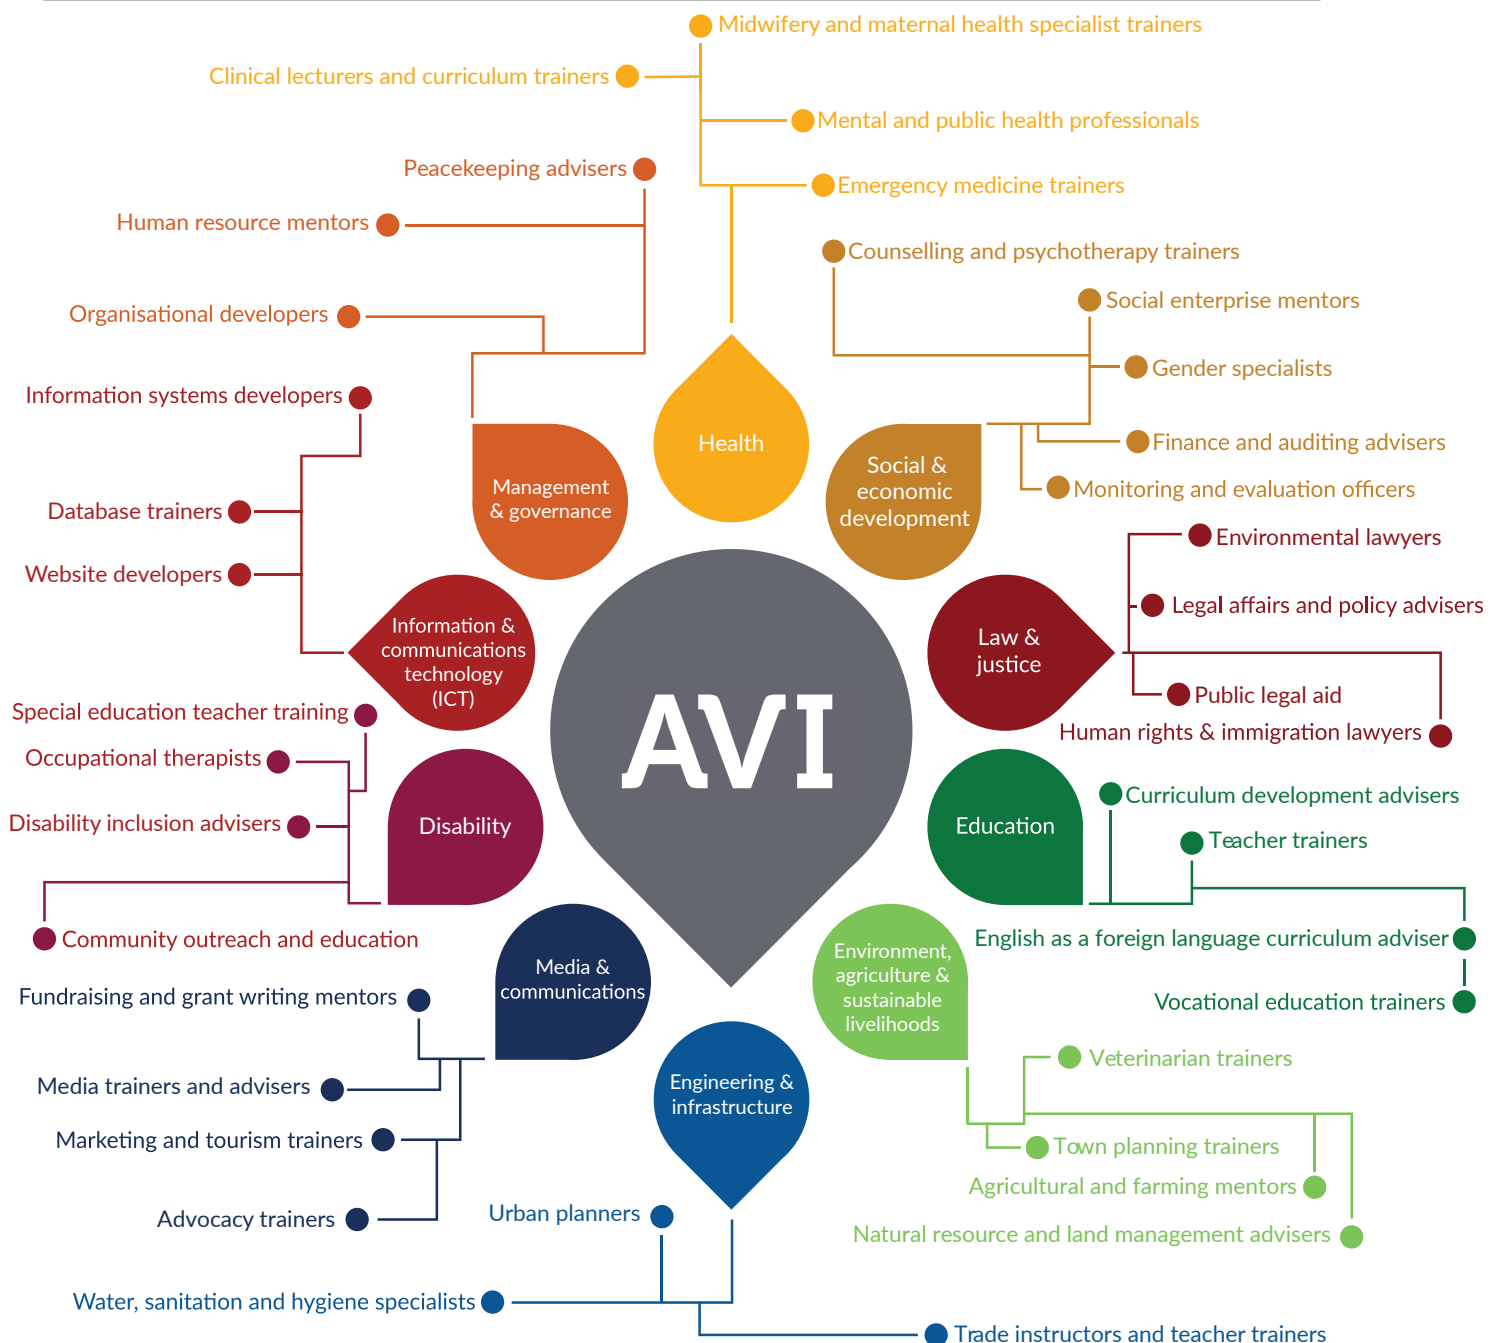 Midwifery and maternal health specialist trainers
Clinical lecturers and curriculum trainers
Mental and public health professionals
Emergency medicine trainers
Peacekeeping advisers
Human resource mentors
Organisational developers
Counselling and psychotherapy trainers
Social enterprise mentors
Gender specialists
Finance and auditing advisers
Monitoring and evaluation officers
Information systems developers
Database trainers
Website developers
Health
Management
& governance
Social &
economic
development
Environmental lawyers
Legal affairs and policy advisers
Public legal aid
Human rights & immigration lawyers
Information &
communications
technology
(ICT)
Law &
justice
AVI
Special education teacher training
Occupational therapists
Disability inclusion advisers
Community outreach and education
Disability
Education
Curriculum development advisers
Teacher trainers
English as a foreign language curriculum adviser
Vocational education trainers
Media &
communications
Environment,
agriculture &
sustainable
livelihoods
Fundraising and grant writing mentors
Media trainers and advisers
Marketing and tourism trainers
Advocacy trainers
Engineering &
infrastructure
Veterinarian trainers
Town planning trainers
Agricultural and farming mentors
Natural resource and land management advisers
Urban planners
Water, sanitation and hygiene specialists
Trade instructors and teacher trainers